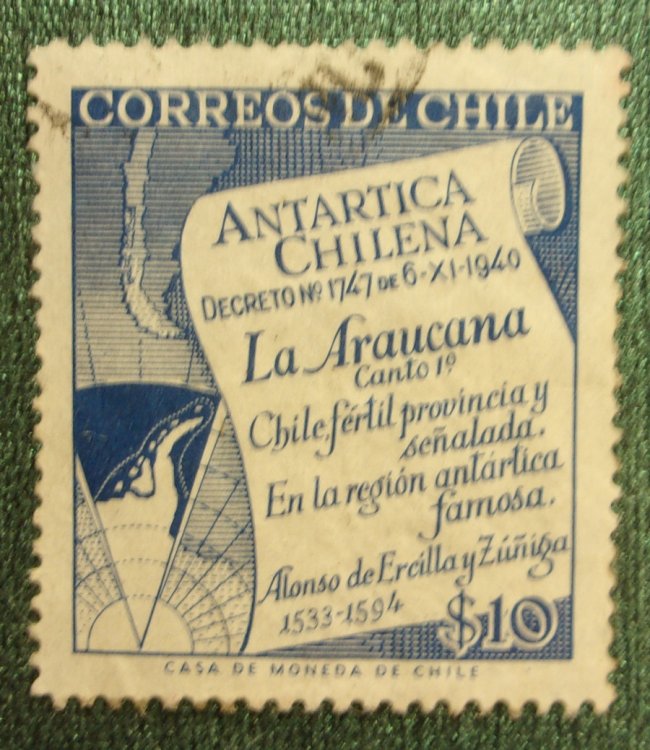 CORREOS DE CHILE
ANTARTICA
CHILENA
DECRETO Nº 1747 DE 6-XI-1940
La Araucana
Canto 1º
Chile, fértil provincia y
señalada.
En la región antártica
famosa.
Alonso de Ercilla y Zúñiga
1533-1594
$10
CASA DE MONEDA DE CHILE